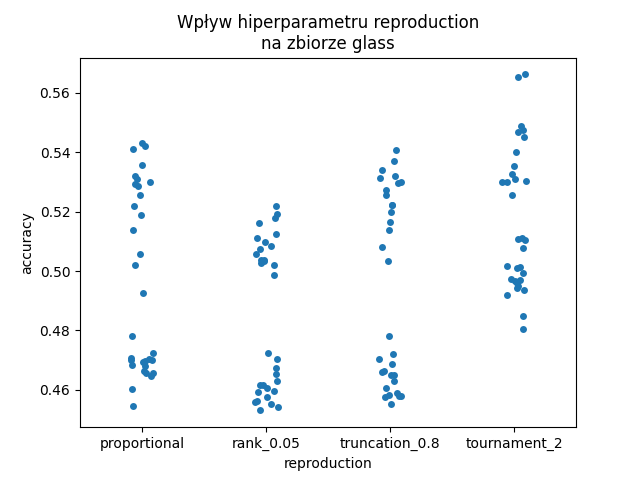 Wpływ hiperparametru reproduction
na zbiorze glass
0.56
0.54
0.52
0.50
0.48
0.46
accuracy
proportional rank_0.05 truncation_0.8 tournament_2
reproduction